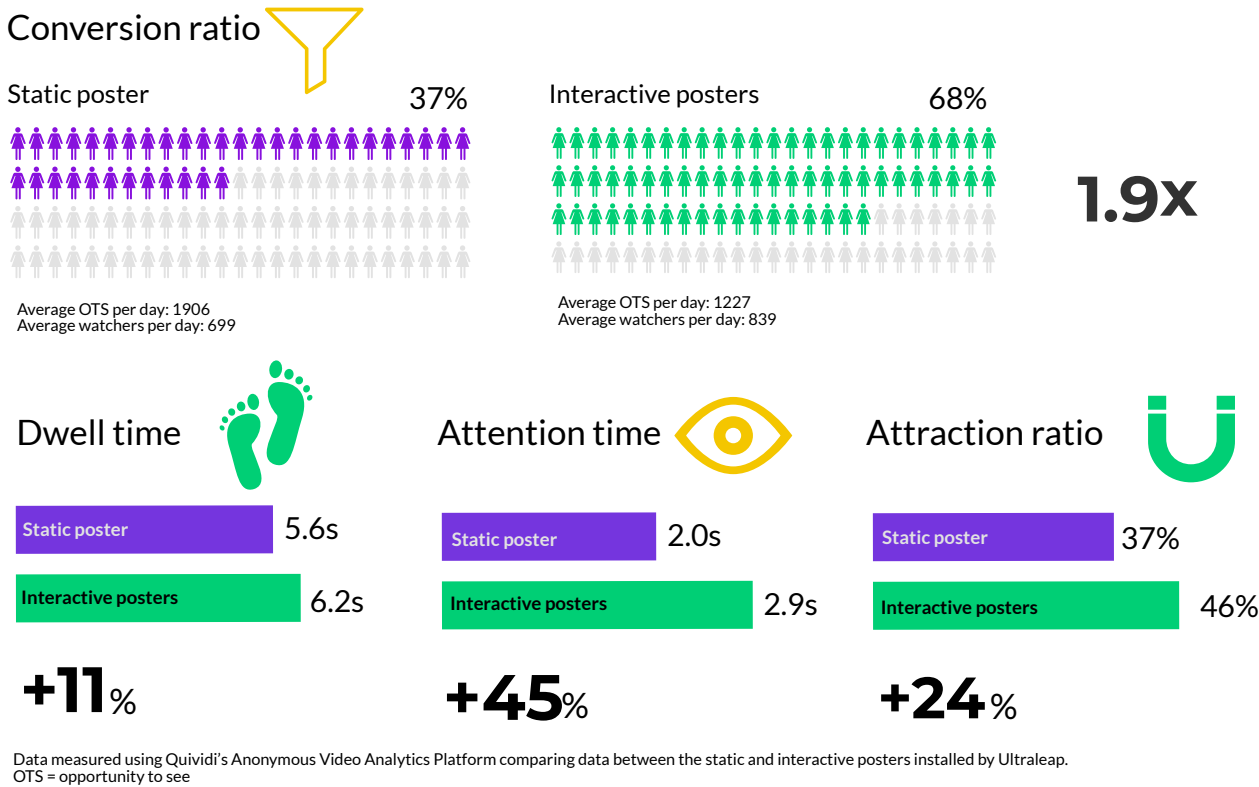 Conversion ratio
Static poster
37%
Interactive posters
68%
1.9x
Average OTS per day: 1906
Average watchers per day: 699
Average OTS per day: 1227
Average watchers per day: 839
Dwell time
Static poster
5.6s
Interactive posters
6.2s
+11%
Attention time
Static poster
2.0s
Interactive posters
2.9s
+45%
Attraction ratio
Static poster
37%
Interactive posters
46%
+24%
Data measured using Quividi's Anonymous Video Analytics Platform comparing data between the static and interactive posters installed by Ultraleap.
OTS = opportunity to see